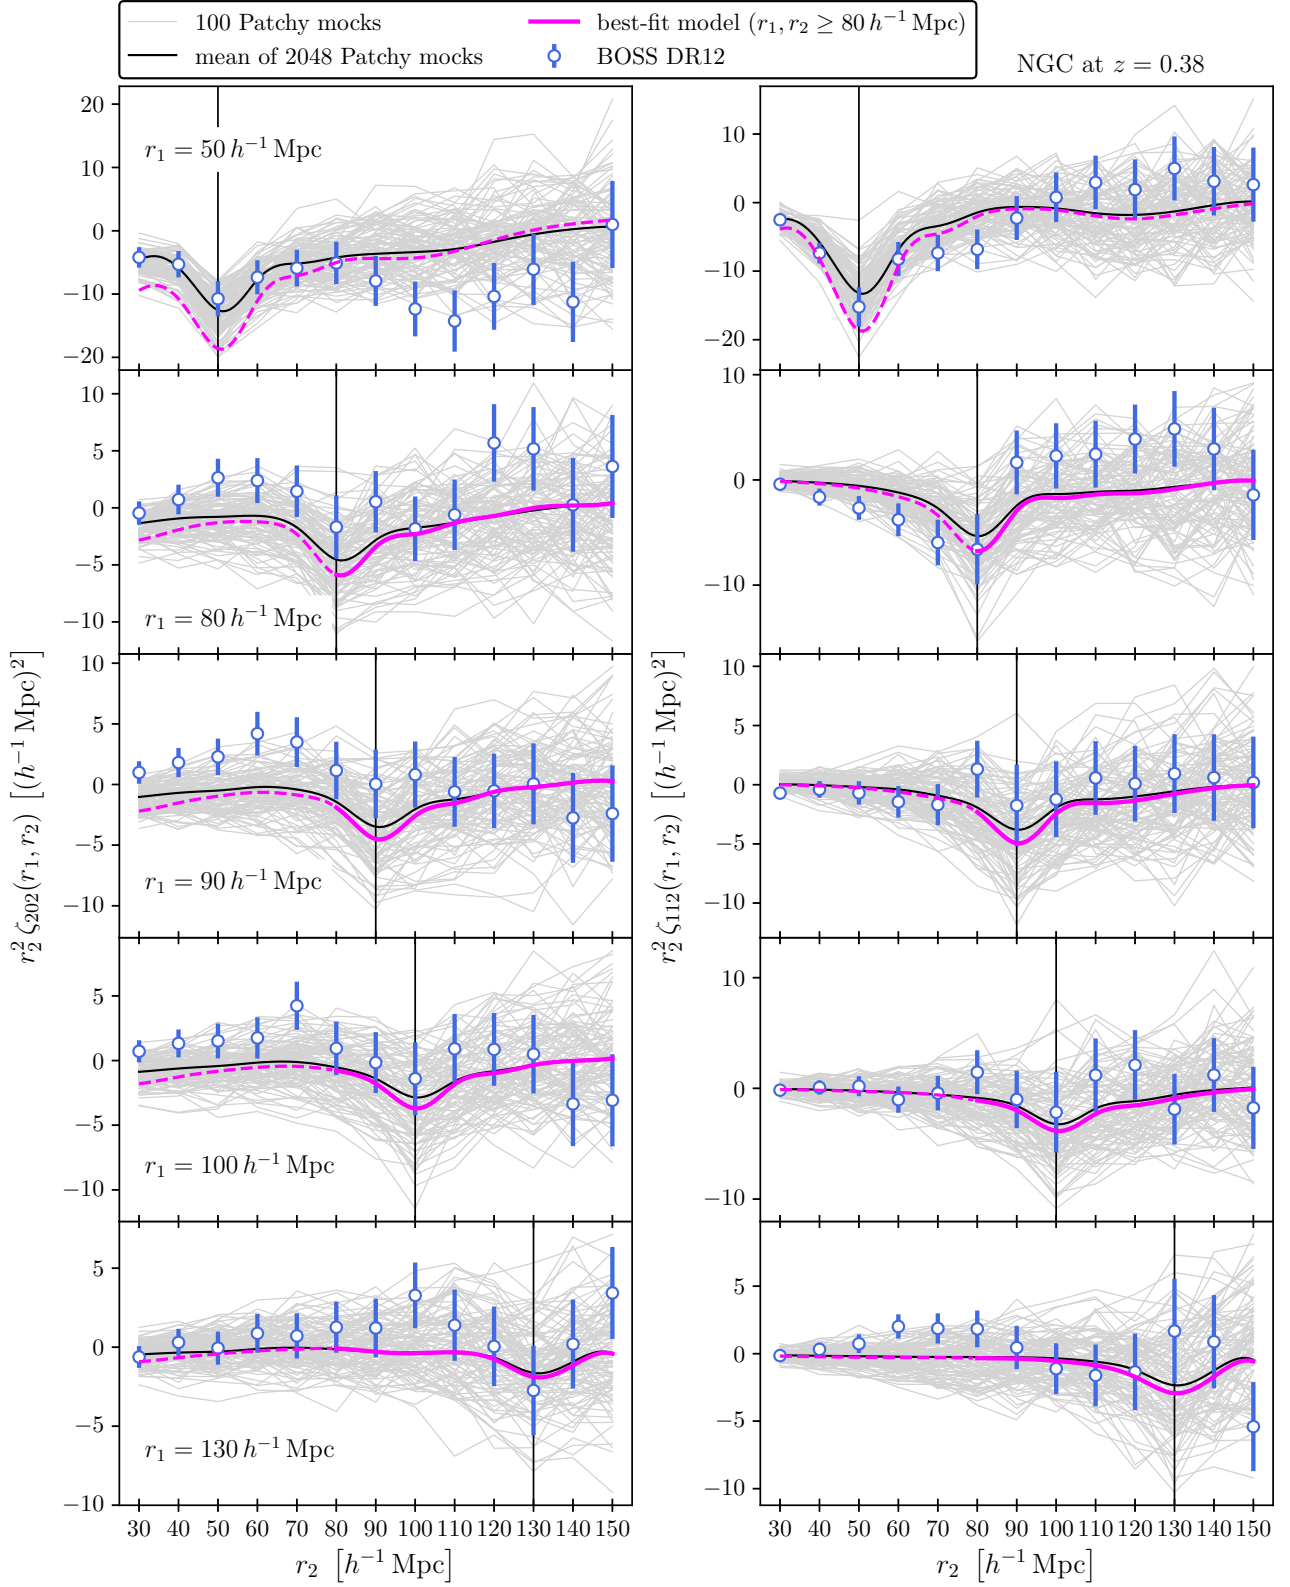 100 Patchy mocks
mean of 2048 Patchy mocks
best-fit model (r₁, r₂ ≥ 80 h⁻¹ Mpc)
BOSS DR12
NGC at z = 0.38
r₁ = 50 h⁻¹ Mpc
20
10
0
−10
−20
10
0
−10
−20
r₁ = 80 h⁻¹ Mpc
10
5
0
−5
−10
10
0
−10
r₁ = 90 h⁻¹ Mpc
10
5
0
−5
−10
10
5
0
−5
−10
r₂² ζ₂₀₂(r₁, r₂) [(h⁻¹ Mpc)²]
r₂² ζ₁₁₂(r₁, r₂) [(h⁻¹ Mpc)²]
r₁ = 100 h⁻¹ Mpc
5
0
−5
−10
10
0
−10
r₁ = 130 h⁻¹ Mpc
5
0
−5
−10
5
0
−5
−10
30 40 50 60 70 80 90 100 110 120 130 140 150
30 40 50 60 70 80 90 100 110 120 130 140 150
r₂ [h⁻¹ Mpc]
r₂ [h⁻¹ Mpc]